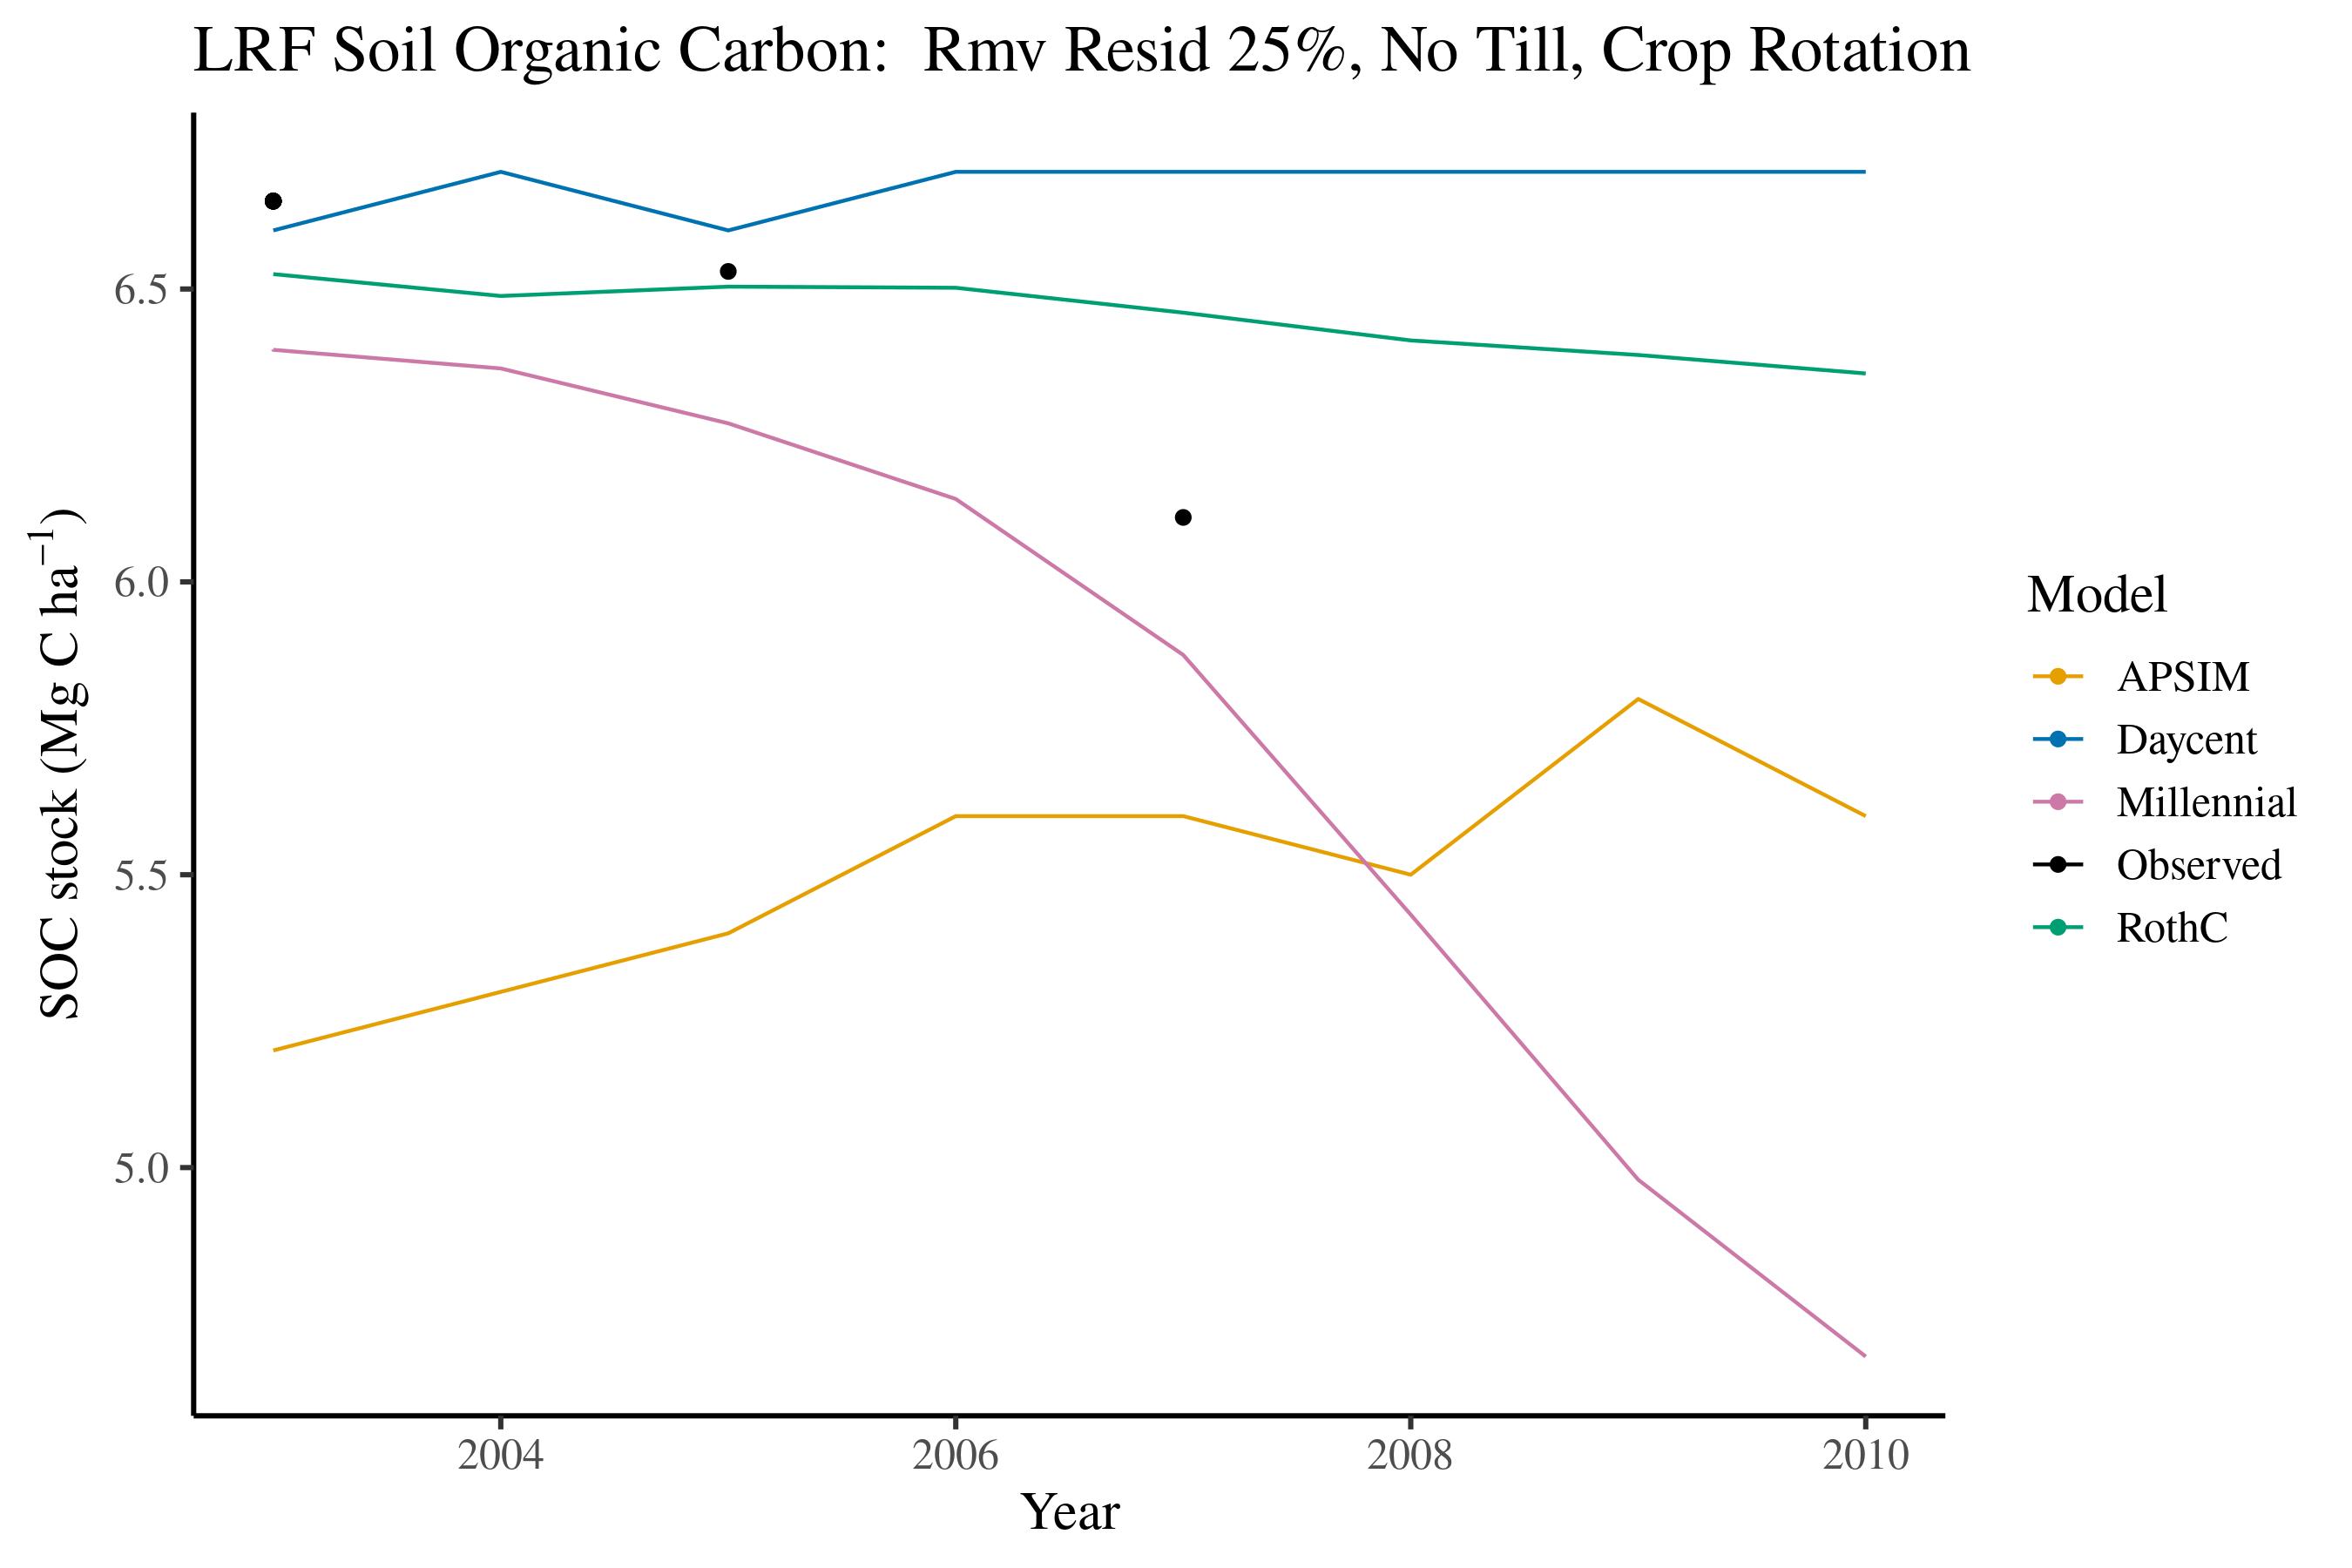 LRF Soil Organic Carbon:  Rm Resid 25%, No Till, Crop Rotation
SOC stock (Mg C ha⁻¹)
6.5
6.0
5.5
5.0
2004 2006 2008 2010
Year
Model
APSIM
Daycent
Millennial
Observed
RothC